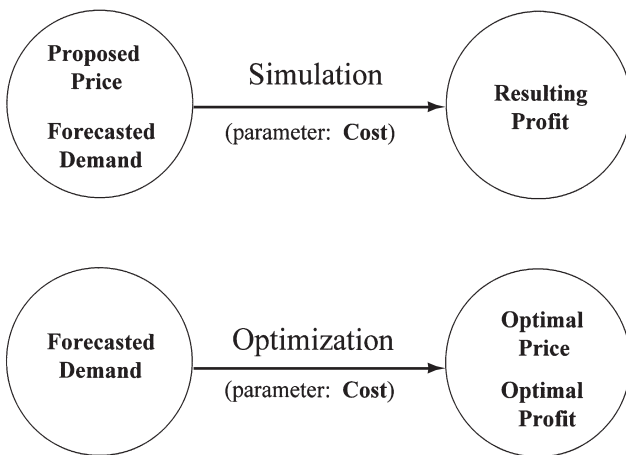 Proposed
Price
Forecasted
Demand
Simulation
(parameter: Cost)
Resulting
Profit
Forecasted
Demand
Optimization
(parameter: Cost)
Optimal
Price
Optimal
Profit